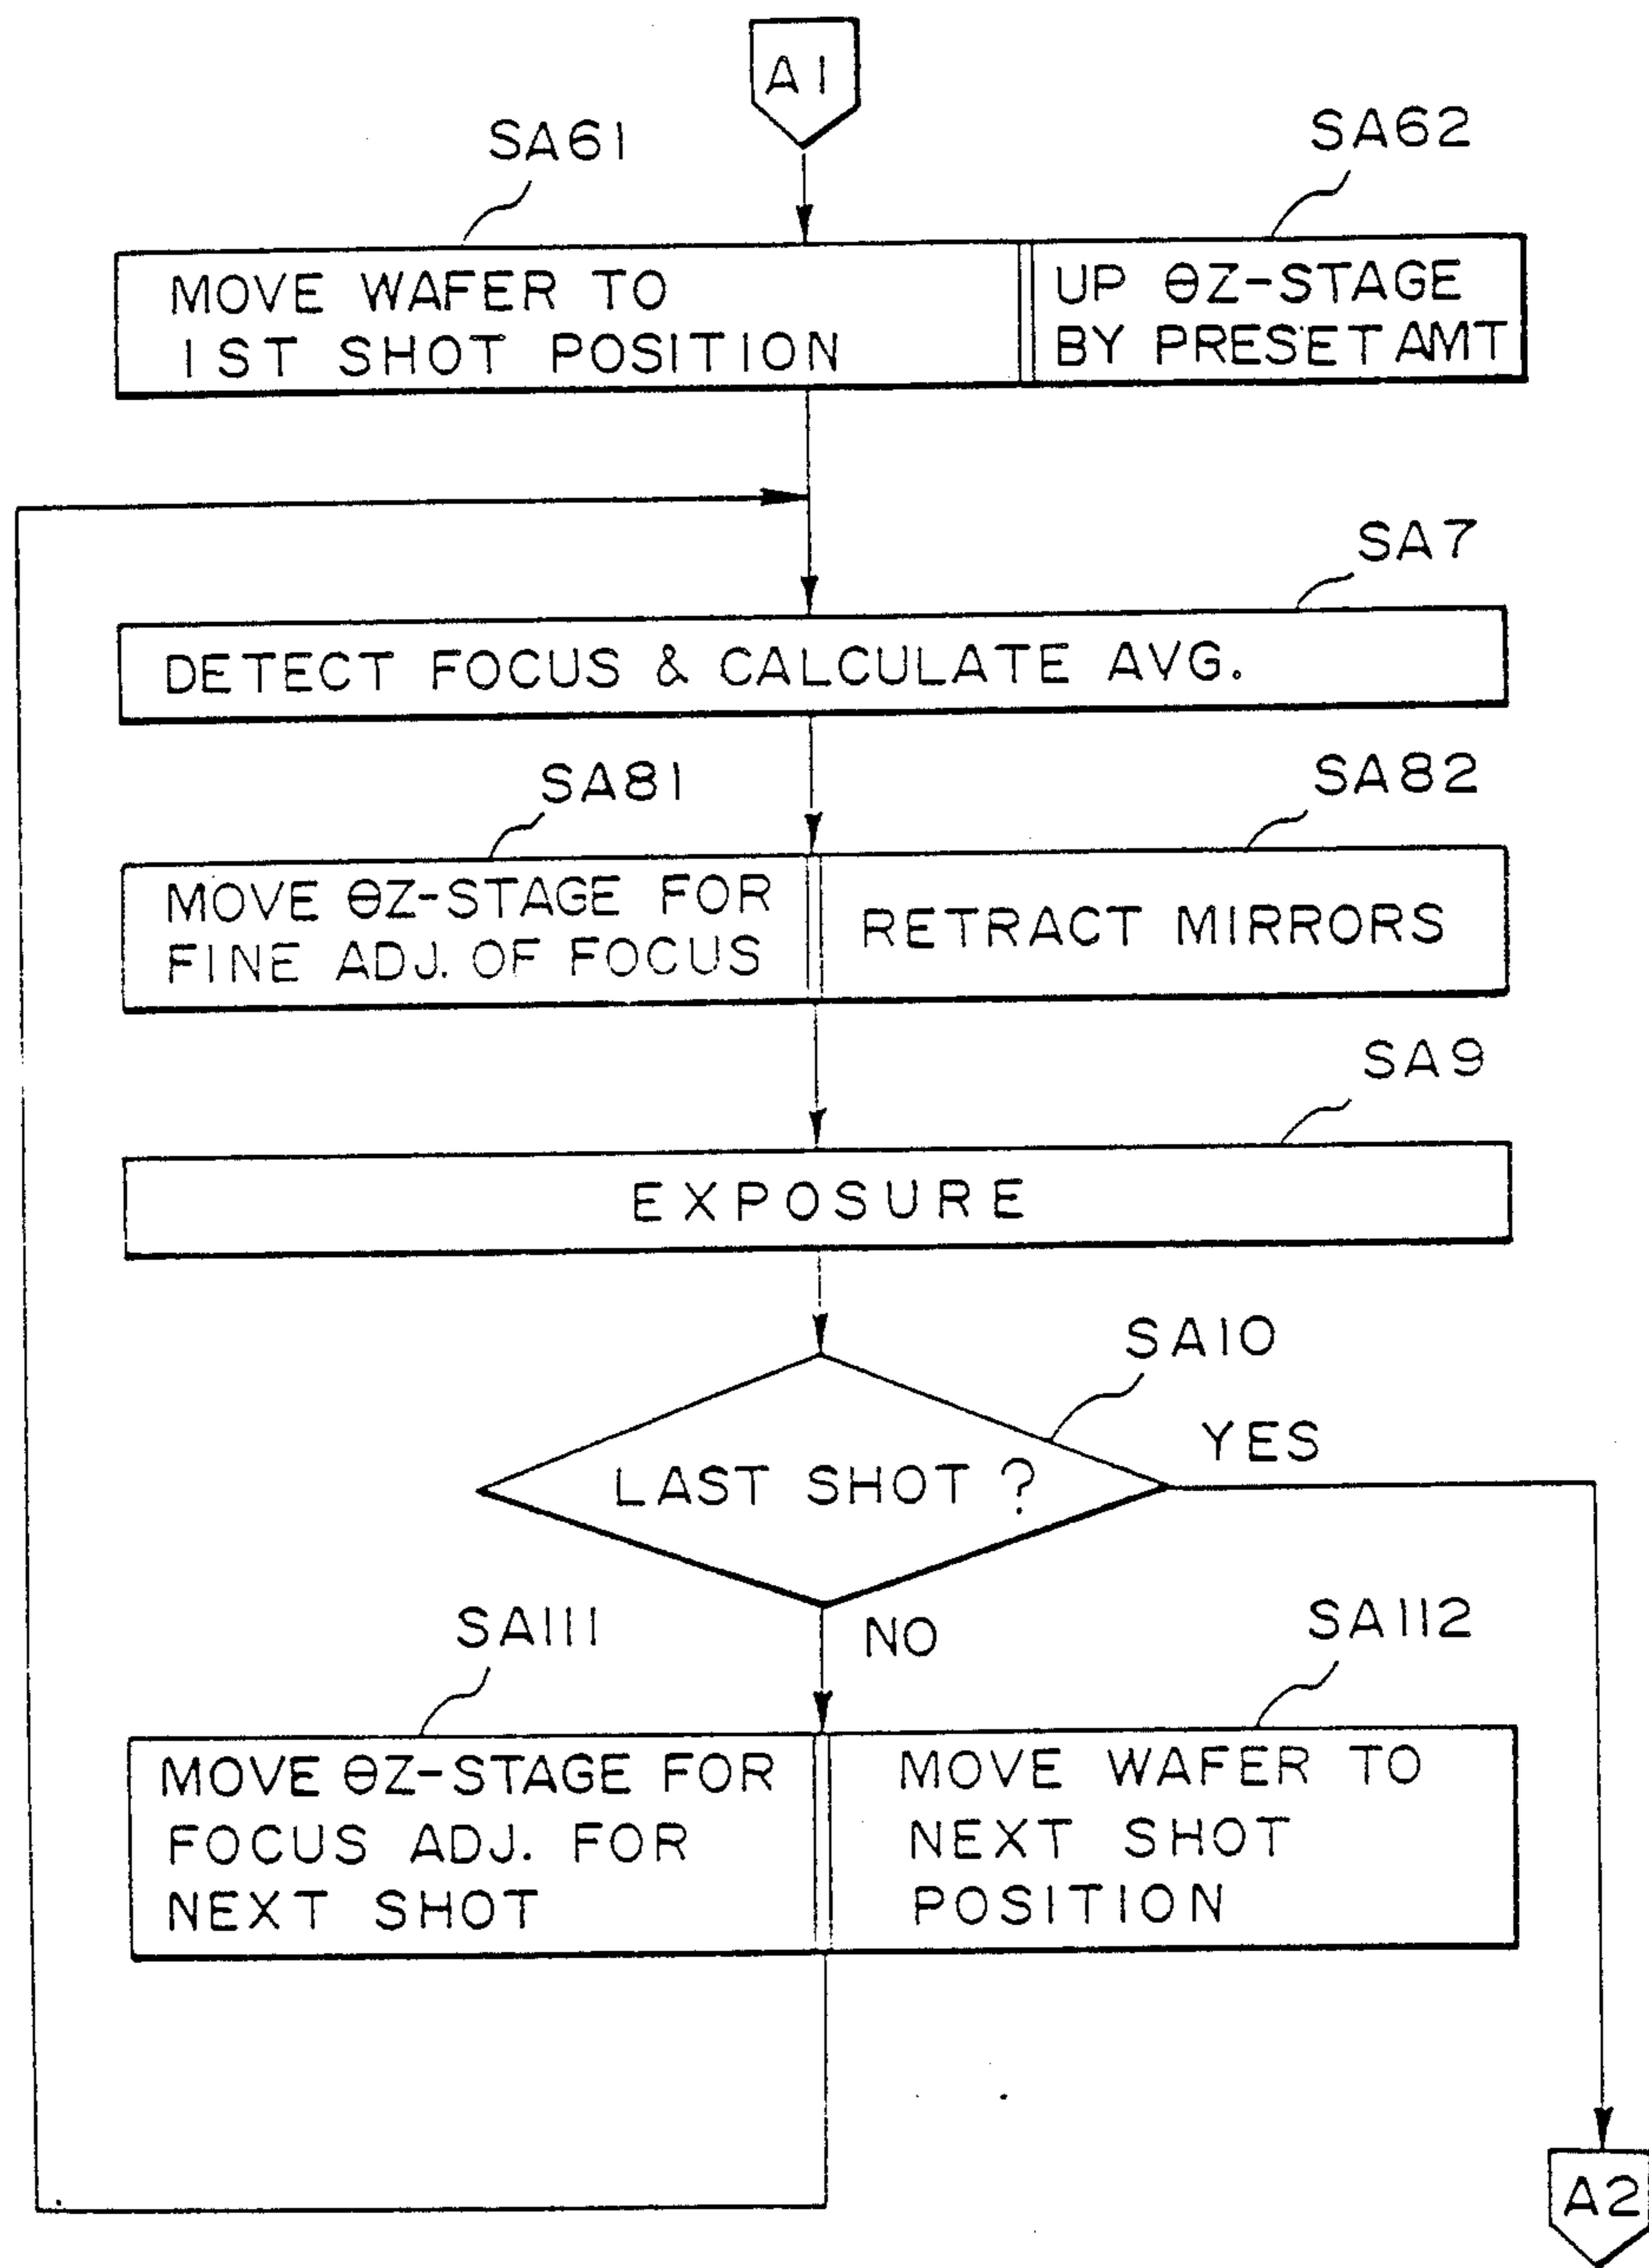 A1
SA61
SA62
MOVE WAFER TO
1ST SHOT POSITION
UP ΘZ-STAGE
BY PRESET AMT
SA7
DETECT FOCUS & CALCULATE AVG.
SA81
SA82
MOVE ΘZ-STAGE FOR
FINE ADJ. OF FOCUS
RETRACT MIRRORS
SA9
EXPOSURE
SA10
YES
LAST SHOT ?
SA111
NO
SA112
MOVE ΘZ-STAGE FOR
FOCUS ADJ. FOR
NEXT SHOT
MOVE WAFER TO
NEXT SHOT
POSITION
A2